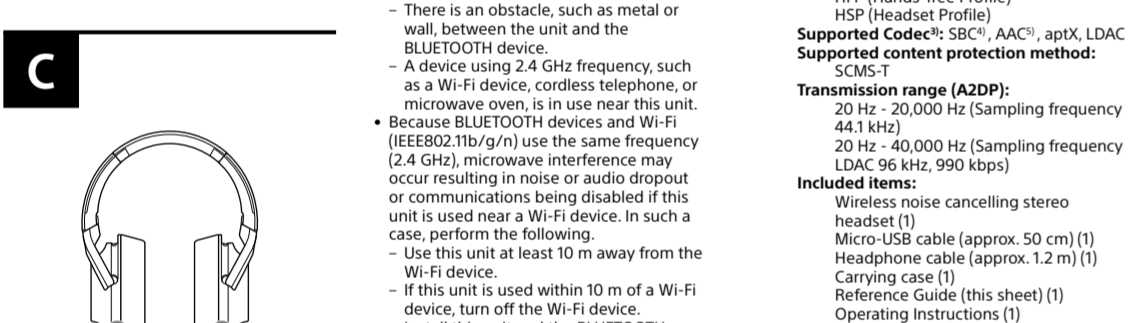 C
– There is an obstacle, such as metal or
wall, between the unit and the
BLUETOOTH device.
– A device using 2.4 GHz frequency, such
as a Wi-Fi device, cordless telephone, or
microwave oven, is in use near this unit.
• Because BLUETOOTH devices and Wi-Fi
(IEEE802.11b/g/n) use the same frequency
(2.4 GHz), microwave interference may
occur resulting in noise or audio dropout
or communications being disabled if this
unit is used near a Wi-Fi device. In such a
case, perform the following.
– Use this unit at least 10 m away from the
Wi-Fi device.
– If this unit is used within 10 m of a Wi-Fi
device, turn off the Wi-Fi device.
HSP (Headset Profile)
Supported Codec³⁾: SBC⁴⁾, AAC⁵⁾, aptX, LDAC
Supported content protection method:
SCMS-T
Transmission range (A2DP):
20 Hz - 20,000 Hz (Sampling frequency
44.1 kHz)
20 Hz - 40,000 Hz (Sampling frequency
LDAC 96 kHz, 990 kbps)
Included items:
Wireless noise cancelling stereo
headset (1)
Micro-USB cable (approx. 50 cm) (1)
Headphone cable (approx. 1.2 m) (1)
Carrying case (1)
Reference Guide (this sheet) (1)
Operating Instructions (1)